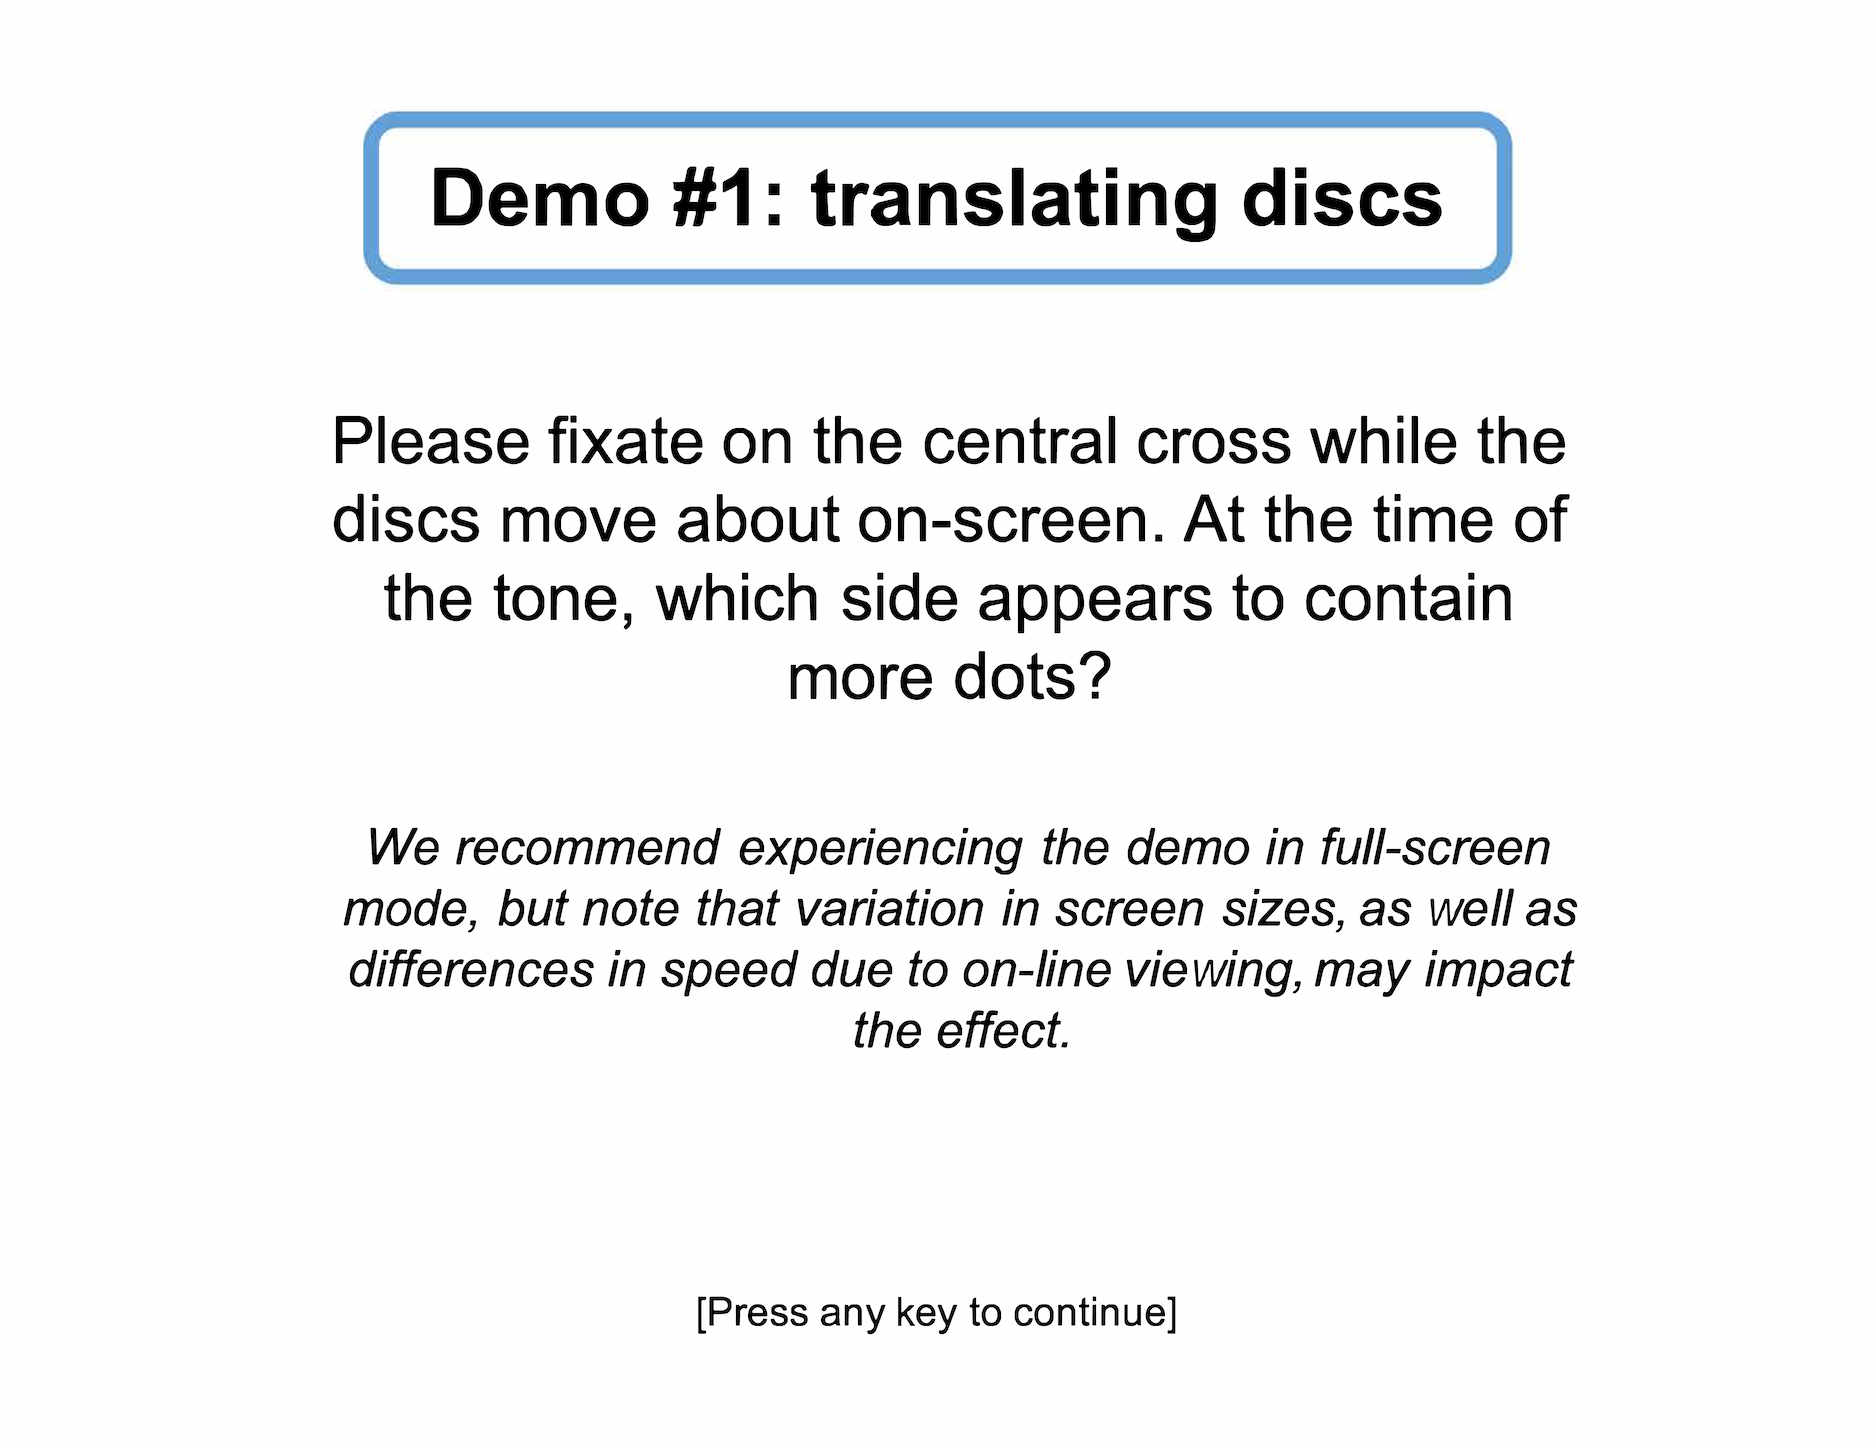 Demo #1: translating discs
Please fixate on the central cross while the
discs move about on-screen. At the time of
the tone, which side appears to contain
more dots?
We recommend experiencing the demo in full-screen
mode, but note that variation in screen sizes, as well as
differences in speed due to on-line viewing, may impact
the effect.
[Press any key to continue]